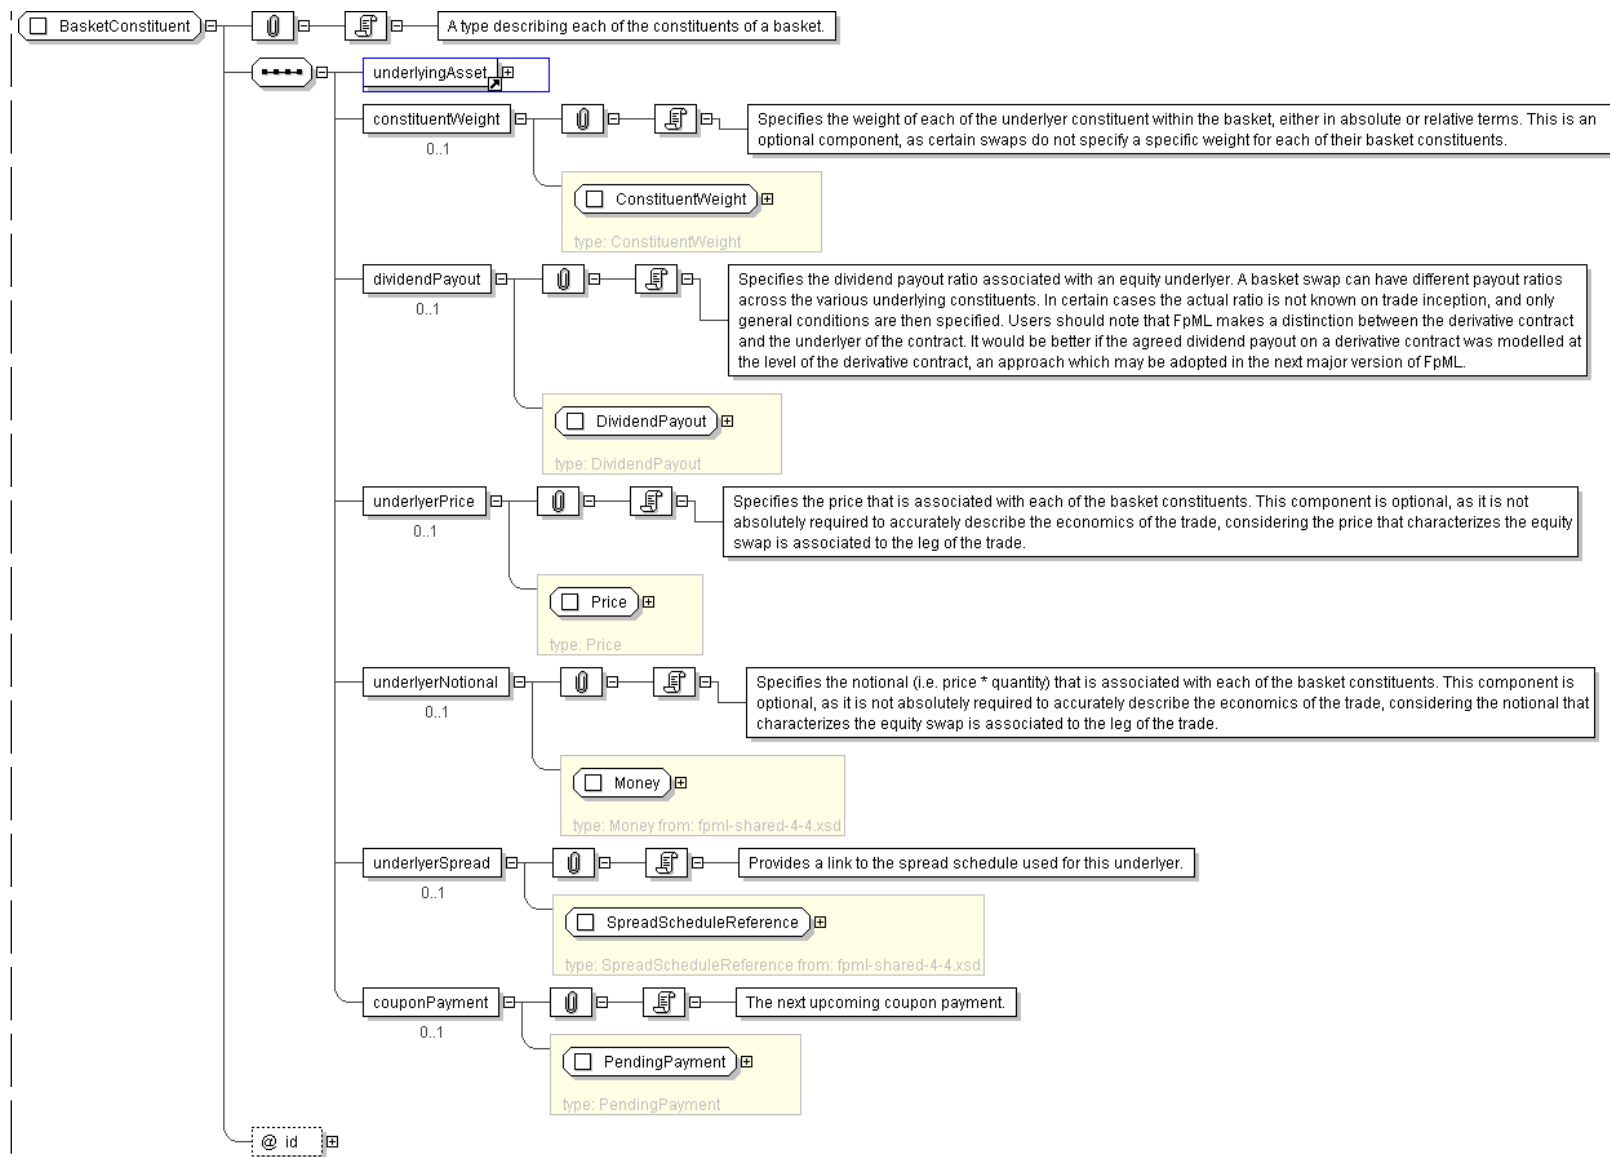 BasketConstituent
A type describing each of the constituents of a basket.
underlyingAsset
constituentWeight
0..1
Specifies the weight of each of the underlyer constituent within the basket, either in absolute or relative terms. This is an
optional component, as certain swaps do not specify a specific weight for each of their basket constituents.
ConstituentWeight
type: ConstituentWeight
dividendPayout
0..1
Specifies the dividend payout ratio associated with an equity underlyer. A basket swap can have different payout ratios
across the various underlying constituents. In certain cases the actual ratio is not known on trade inception, and only
general conditions are then specified. Users should note that FpML makes a distinction between the derivative contract
and the underlyer of the contract. It would be better if the agreed dividend payout on a derivative contract was modelled at
the level of the derivative contract, an approach which may be adopted in the next major version of FpML.
DividendPayout
type: DividendPayout
underlyerPrice
0..1
Specifies the price that is associated with each of the basket constituents. This component is optional, as it is not
absolutely required to accurately describe the economics of the trade, considering the price that characterizes the equity
swap is associated to the leg of the trade.
Price
type: Price
underlyerNotional
0..1
Specifies the notional (i.e. price * quantity) that is associated with each of the basket constituents. This component is
optional, as it is not absolutely required to accurately describe the economics of the trade, considering the notional that
characterizes the equity swap is associated to the leg of the trade.
Money
type: Money from: fpml-shared-4-4.xsd
underlyerSpread
0..1
Provides a link to the spread schedule used for this underlyer.
SpreadScheduleReference
type: SpreadScheduleReference from: fpml-shared-4-4.xsd
couponPayment
0..1
The next upcoming coupon payment.
PendingPayment
type: PendingPayment
@ id